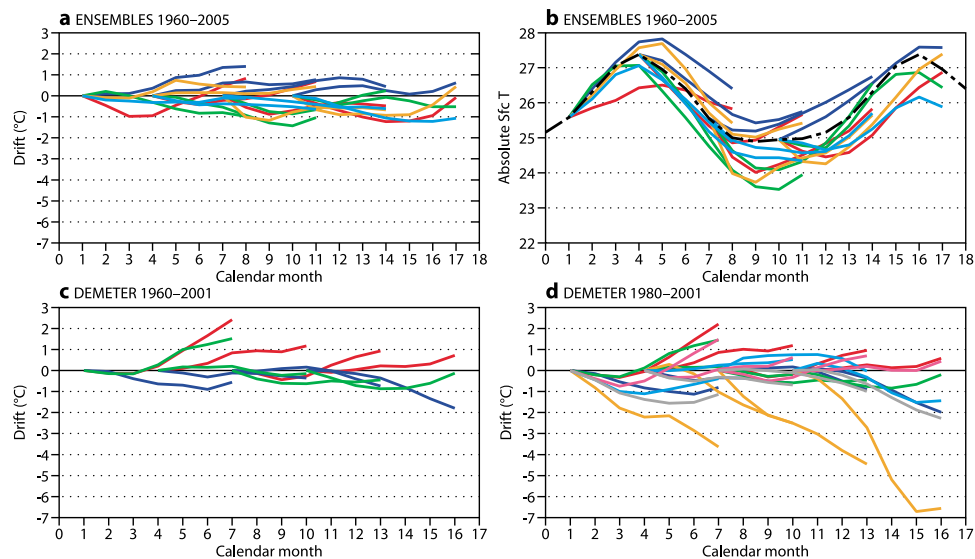 a ENSEMBLES 1960–2005
3
2
1
0
-1
-2
-3
-4
-5
-6
-7
Drift (°C)
0 1 2 3 4 5 6 7 8 9 10 11 12 13 14 15 16 17 18
Calendar month
b ENSEMBLES 1960–2005
28
27
26
25
24
23
22
Absolute Sfc T
0 1 2 3 4 5 6 7 8 9 10 11 12 13 14 15 16 17 18
Calendar month
c DEMETER 1960–2001
3
2
1
0
-1
-2
-3
-4
-5
-6
-7
Drift (°C)
0 1 2 3 4 5 6 7 8 9 10 11 12 13 14 15 16 17
Calendar month
d DEMETER 1980–2001
3
2
1
0
-1
-2
-3
-4
-5
-6
-7
Drift (°C)
0 1 2 3 4 5 6 7 8 9 10 11 12 13 14 15 16 17
Calendar month